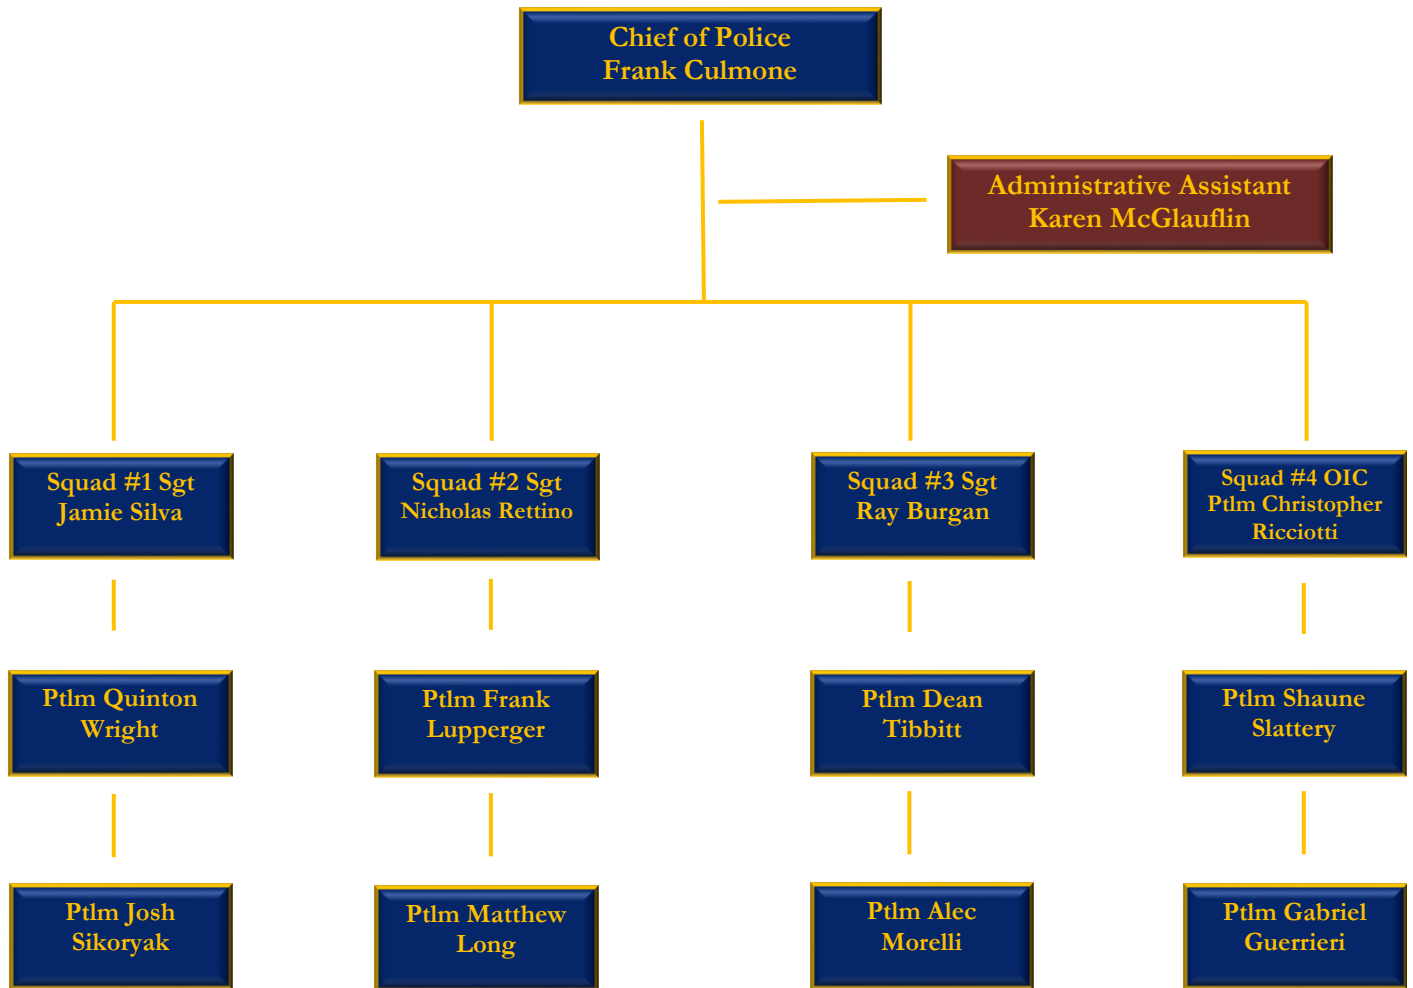 Chief of Police
Frank Culmone
Administrative Assistant
Karen McGlauflin
Squad #1 Sgt
Jamie Silva
Squad #2 Sgt
Nicholas Rettino
Squad #3 Sgt
Ray Burgan
Squad #4 OIC
Ptlm Christopher
Ricciotti
Ptlm Quinton
Wright
Ptlm Frank
Lupperger
Ptlm Dean
Tibbitt
Ptlm Shaune
Slattery
Ptlm Josh
Sikoryak
Ptlm Matthew
Long
Ptlm Alec
Morelli
Ptlm Gabriel
Guerrieri